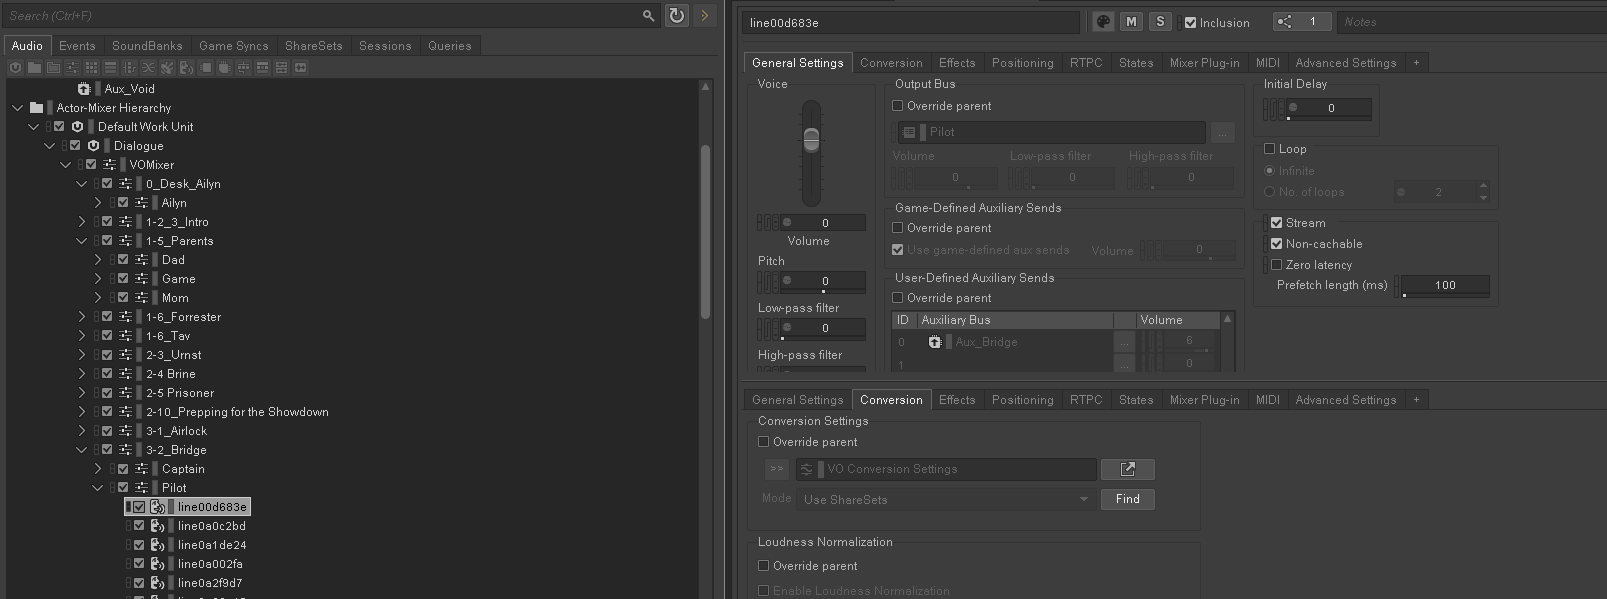 Search (Ctrl+F)
Audio Events SoundBanks Game Syncs ShareSets Sessions Queries
Aux_Void
Actor-Mixer Hierarchy
Default Work Unit
Dialogue
VOMixer
0_Desk_Ailyn
Ailyn
1-2_3_Intro
1-5_Parents
Dad
Game
Mom
1-6_Forrester
1-6_Tav
2-3_Urnst
2-4 Brine
2-5 Prisoner
2-10_Prepping for the Showdown
3-1_Airlock
3-2_Bridge
Captain
Pilot
line00d683e
line0a0c2bd
line0a1de24
line0a002fa
line0a2f9d7
line00d683e M S Inclusion 1 Notes
General Settings Conversion Effects Positioning RTPC States Mixer Plug-in MIDI Advanced Settings +
Voice
0
Volume
Pitch
0
Low-pass filter
0
High-pass filter
Output Bus
Override parent
Pilot ...
Volume Low-pass filter High-pass filter
0 0 0
Game-Defined Auxiliary Sends
Override parent
Use game-defined aux sends Volume 0
User-Defined Auxiliary Sends
Override parent
ID Auxiliary Bus Volume
0 Aux_Bridge ... 6
1 ... 0
Initial Delay
0
Loop
Infinite
No. of loops 2
Stream
Non-cachable
Zero latency
Prefetch length (ms) 100
General Settings Conversion Effects Positioning RTPC States Mixer Plug-in MIDI Advanced Settings +
Conversion Settings
Override parent
>> VO Conversion Settings
Mode Use ShareSets Find
Loudness Normalization
Override parent
Enable Loudness Normalization